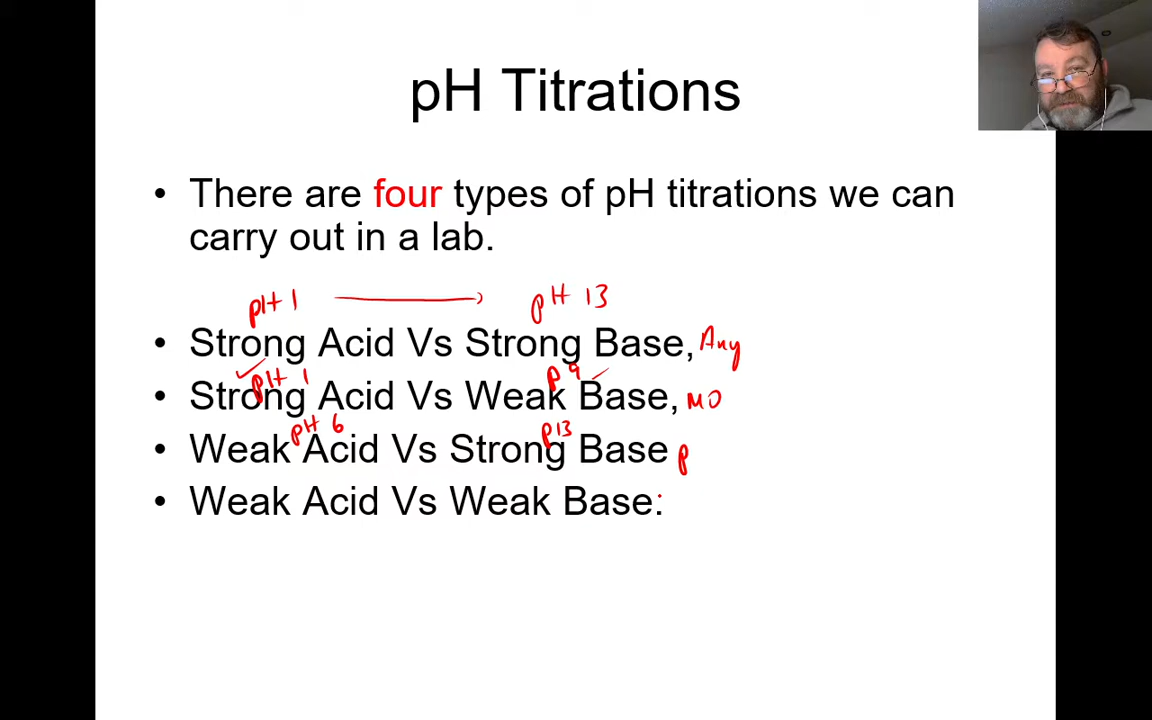 pH Titrations
• There are four types of pH titrations we can
carry out in a lab.
pH 1 → pH 13
• Strong Acid Vs Strong Base, Any
pH 1 p 9
• Strong Acid Vs Weak Base, MO
pH 6 p13
• Weak Acid Vs Strong Base p
• Weak Acid Vs Weak Base: